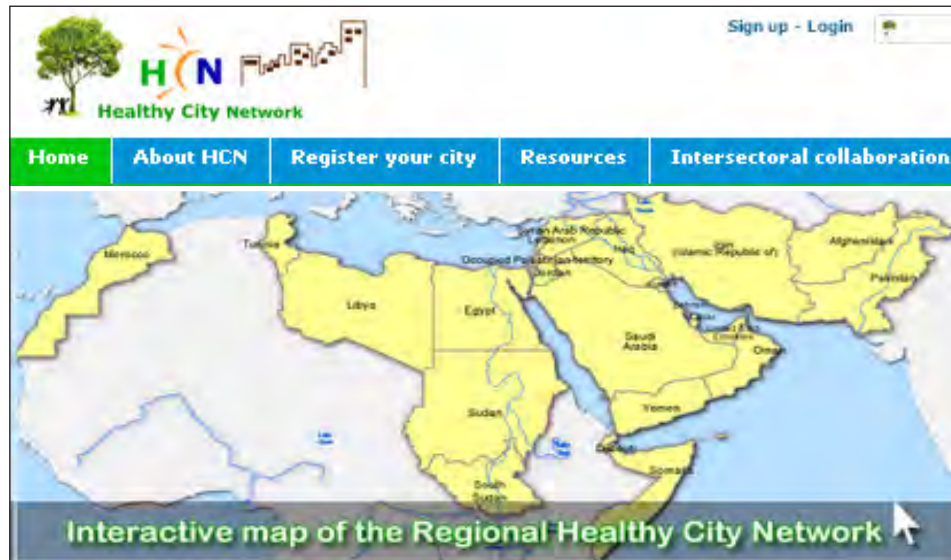 Sign up - Login
HCN
Healthy City Network
Home About HCN Register your city Resources Intersectoral collaboration
Syrian Arab Republic
Morocco Tunisia Lebanon Iraq Iran Afghanistan
Occupied Palestinian territory (Islamic Republic of)
Jordan Pakistan
Libya Egypt
Saudi
Arabia
Oman
Sudan Yemen
Djibouti
Somalia
South
Sudan
Interactive map of the Regional Healthy City Network